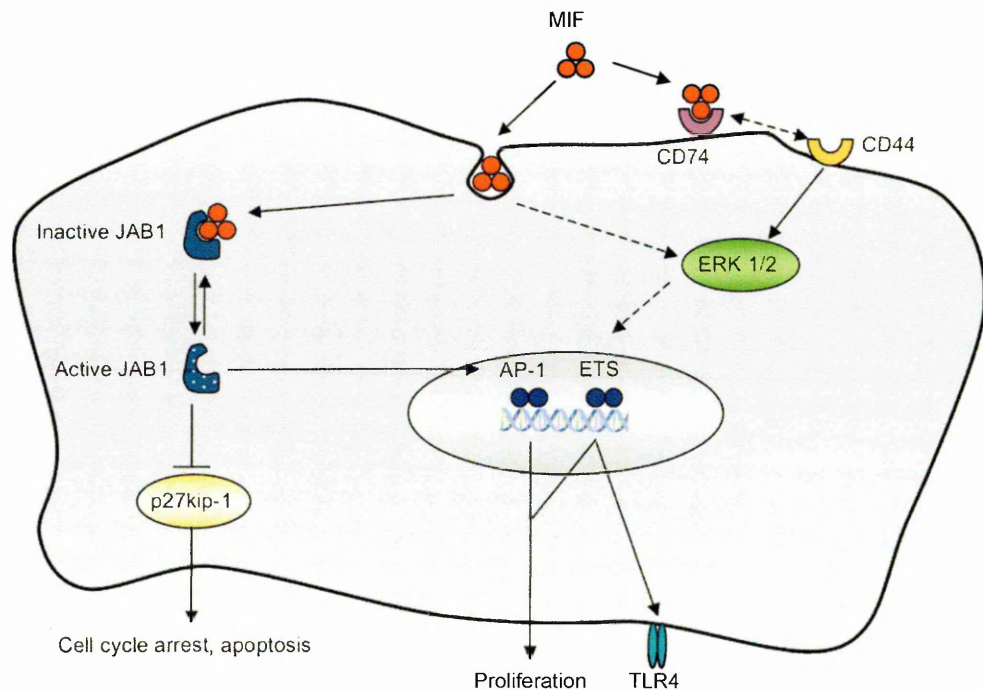 MIF
CD74
CD44
Inactive JAB1
ERK 1/2
Active JAB1
AP-1 ETS
p27kip-1
Cell cycle arrest, apoptosis
Proliferation
TLR4